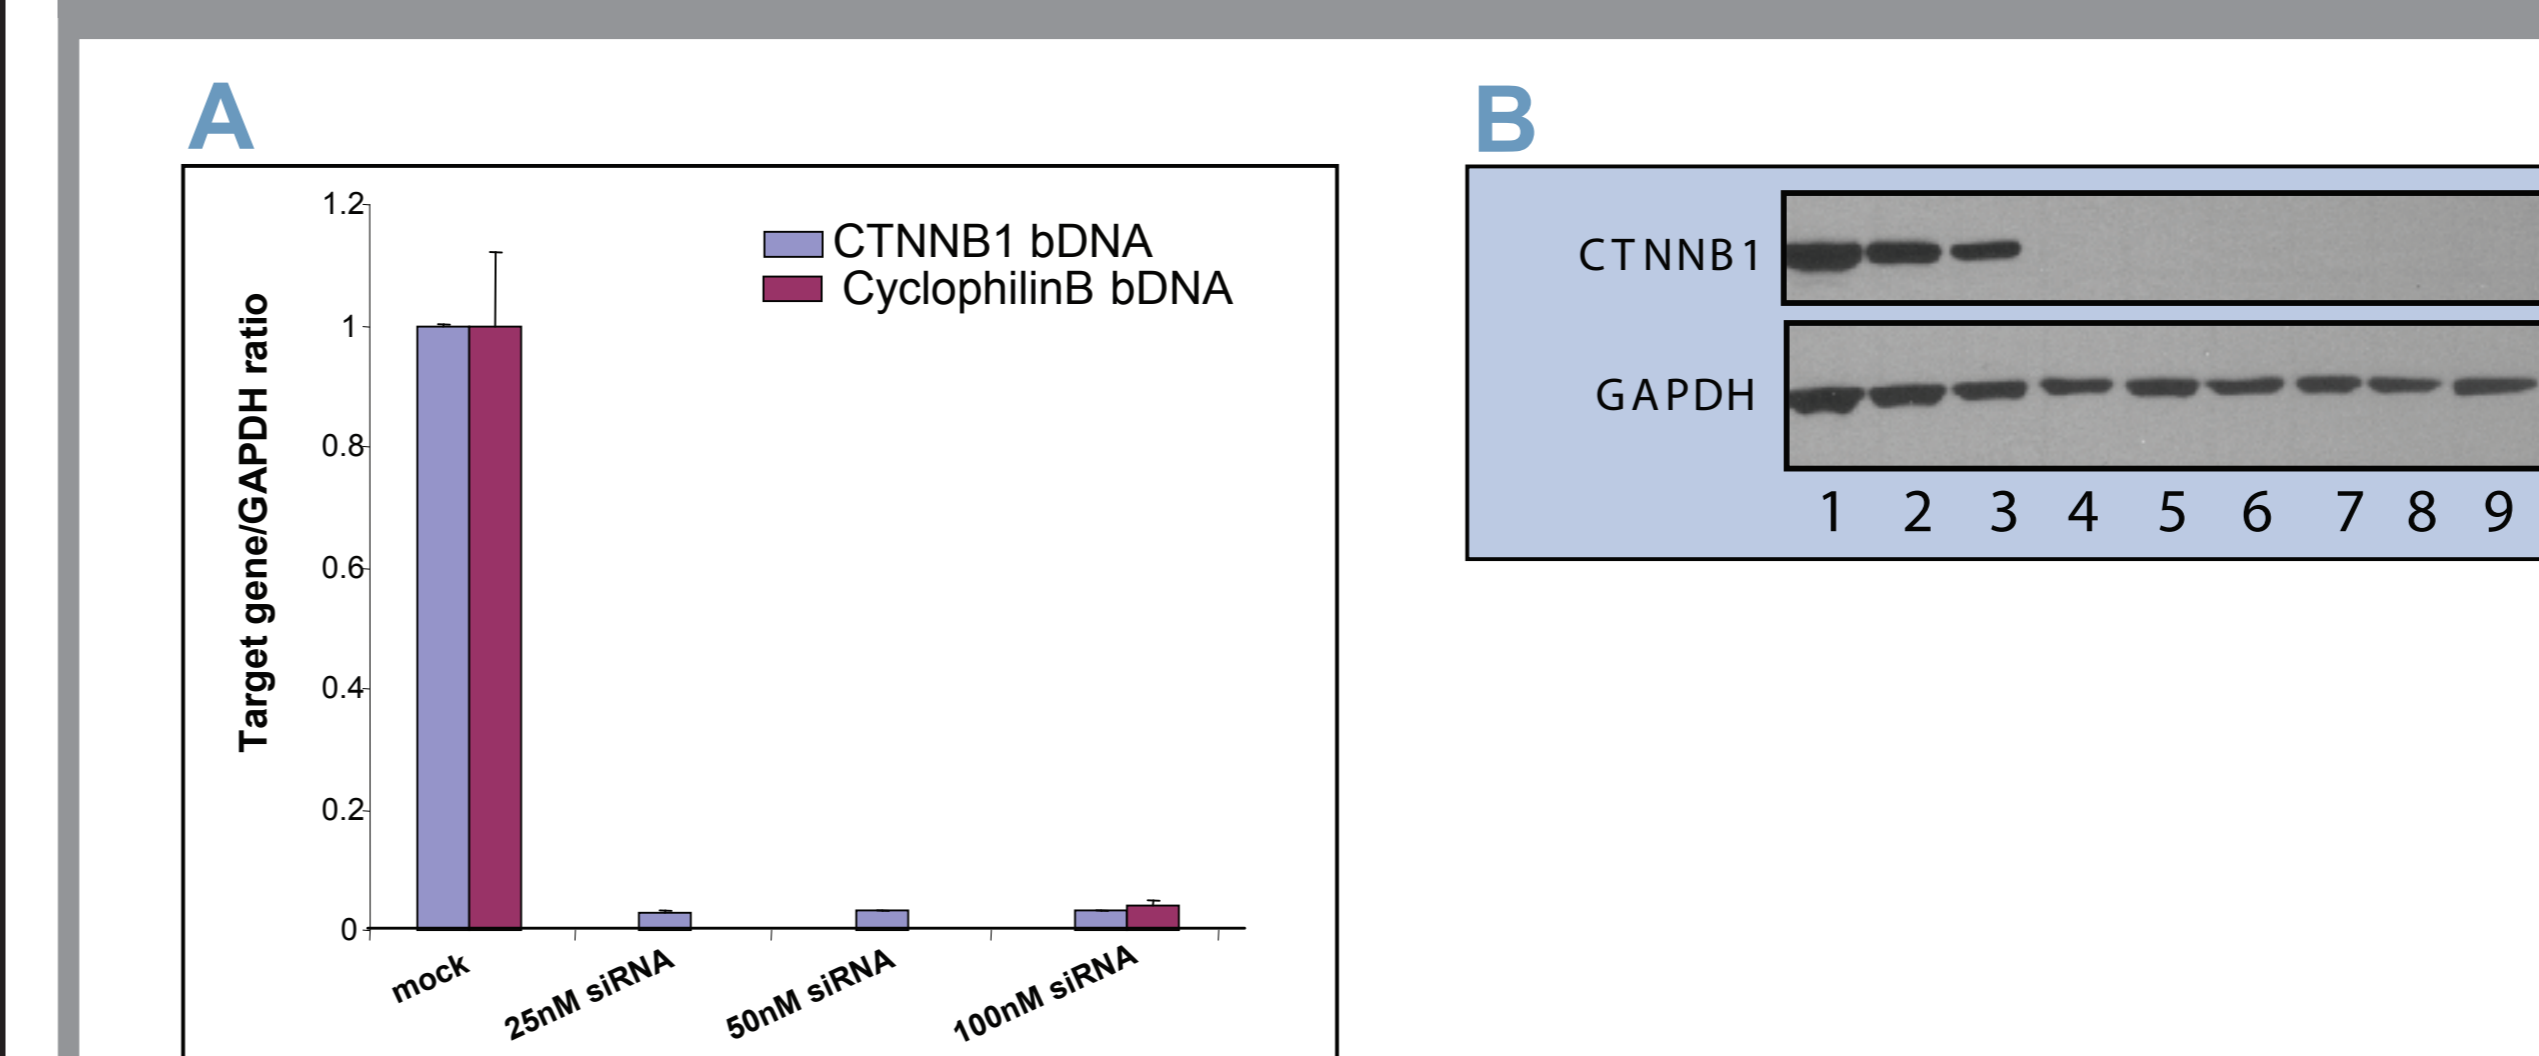 A
1.2
1
0.8
0.6
0.4
0.2
0
Target gene/GAPDH ratio
CTNNB1 bDNA
CyclophilinB bDNA
mock
25nM siRNA
50nM siRNA
100nM siRNA
B
CTNNB1
GAPDH
1 2 3 4 5 6 7 8 9